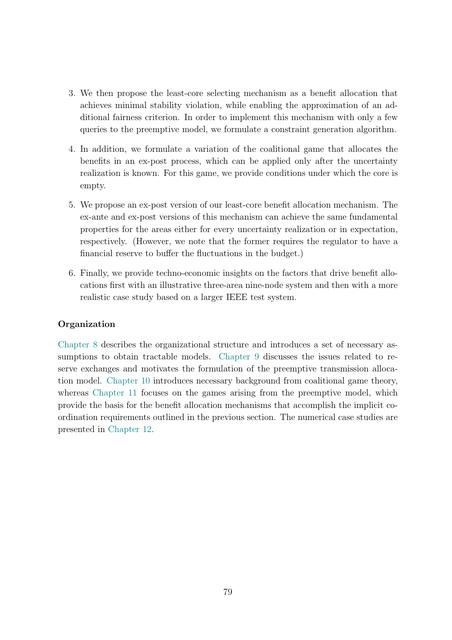 3. We then propose the least-core selecting mechanism as a benefit allocation that
achieves minimal stability violation, while enabling the approximation of an ad-
ditional fairness criterion. In order to implement this mechanism with only a few
queries to the preemptive model, we formulate a constraint generation algorithm.
4. In addition, we formulate a variation of the coalitional game that allocates the
benefits in an ex-post process, which can be applied only after the uncertainty
realization is known. For this game, we provide conditions under which the core is
empty.
5. We propose an ex-post version of our least-core benefit allocation mechanism. The
ex-ante and ex-post versions of this mechanism can achieve the same fundamental
properties for the areas either for every uncertainty realization or in expectation,
respectively. (However, we note that the former requires the regulator to have a
financial reserve to buffer the fluctuations in the budget.)
6. Finally, we provide techno-economic insights on the factors that drive benefit allo-
cations first with an illustrative three-area nine-node system and then with a more
realistic case study based on a larger IEEE test system.
Organization
Chapter 8 describes the organizational structure and introduces a set of necessary as-
sumptions to obtain tractable models. Chapter 9 discusses the issues related to re-
serve exchanges and motivates the formulation of the preemptive transmission alloca-
tion model. Chapter 10 introduces necessary background from coalitional game theory,
whereas Chapter 11 focuses on the games arising from the preemptive model, which
provide the basis for the benefit allocation mechanisms that accomplish the implicit co-
ordination requirements outlined in the previous section. The numerical case studies are
presented in Chapter 12.
79